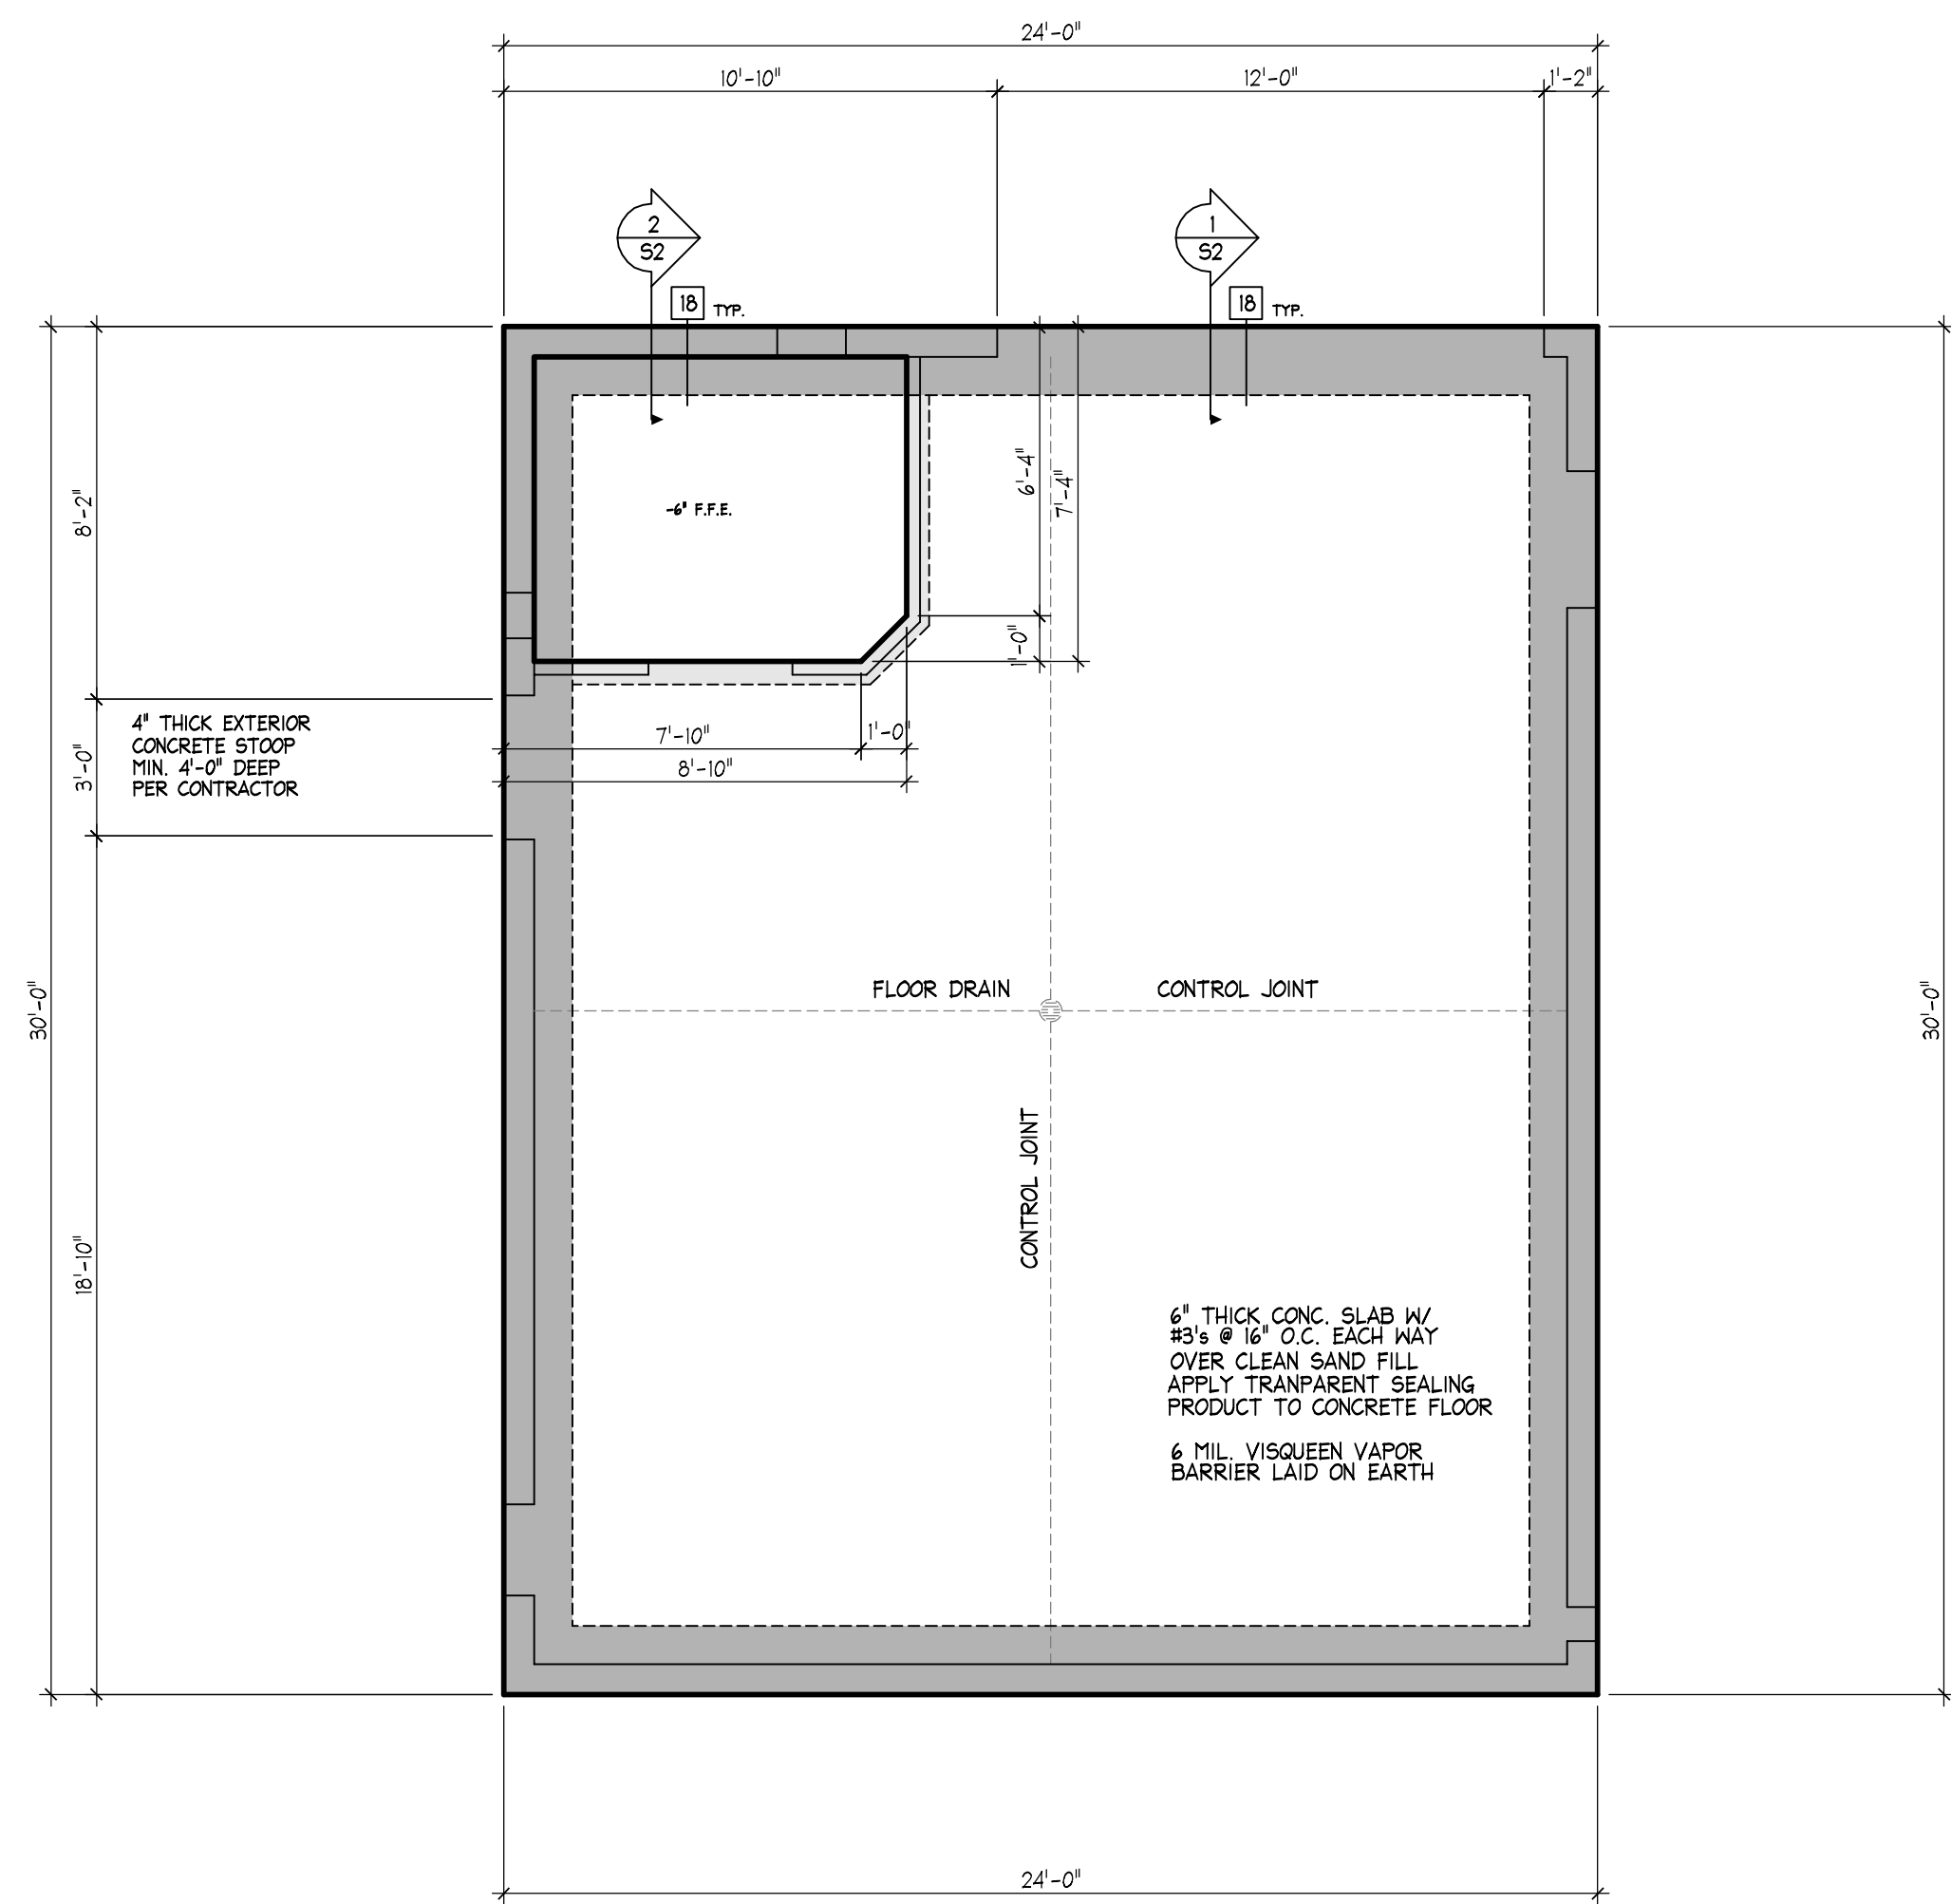 24'-0"
10'-10"
12'-0"
1'-2"
2
S2
1
S2
18 TYP.
18 TYP.
8'-2"
6'-4"
7'-4"
-6" F.F.E.
1'-0"
4" THICK EXTERIOR
CONCRETE STOOP
MIN. 4'-0" DEEP
PER CONTRACTOR
3'-0"
7'-10"
1'-0"
8'-10"
30'-0"
FLOOR DRAIN
CONTROL JOINT
30'-0"
CONTROL JOINT
18'-10"
6" THICK CONC. SLAB W/
#3's @ 16" O.C. EACH WAY
OVER CLEAN SAND FILL
APPLY TRANPARENT SEALING
PRODUCT TO CONCRETE FLOOR
6 MIL. VISQUEEN VAPOR
BARRIER LAID ON EARTH
24'-0"